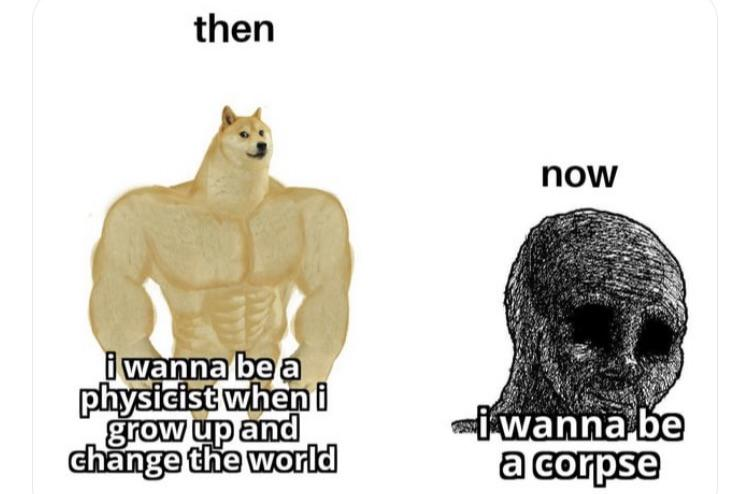 then
i wanna be a
physicist when i
grow up and
change the world
now
i wanna be
a corpse